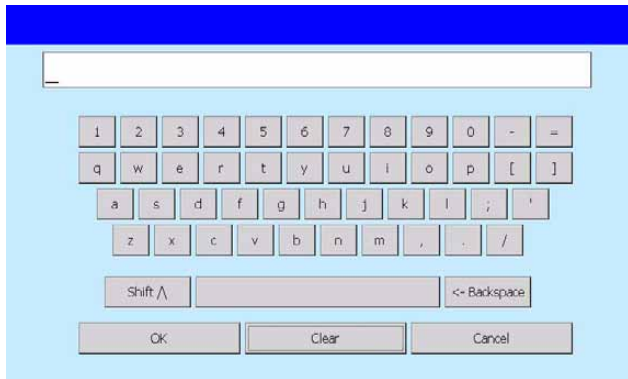 _
1 2 3 4 5 6 7 8 9 0 - =
q w e r t y u i o p [ ]
a s d f g h j k l ; '
z x c v b n m , . /
Shift /\ <- Backspace
OK Clear Cancel